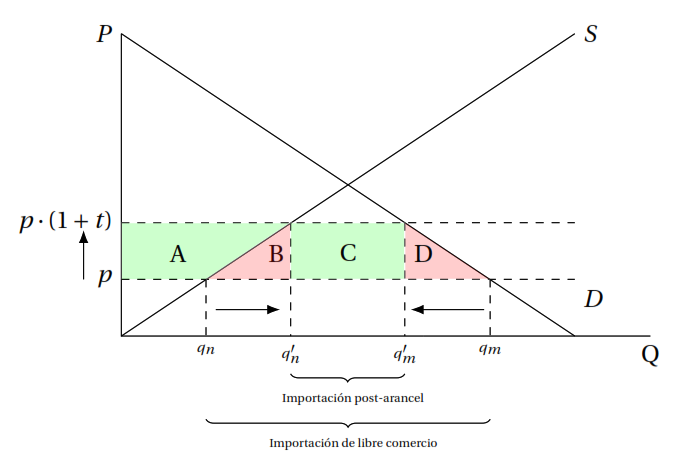 P
S
p · (1 + t)
A
B
C
D
p
D
qn
q′n
q′m
qm
Q
Importación post-arancel
Importación de libre comercio